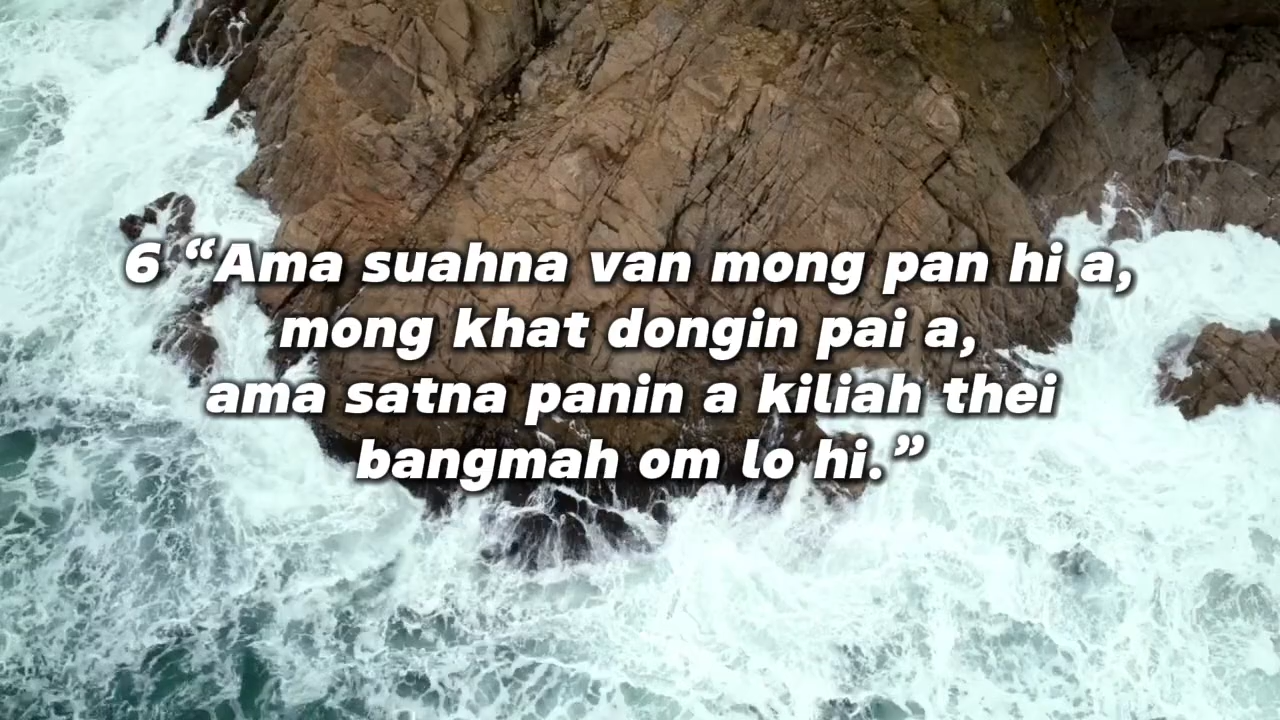 6 “Ama suahna van mong pan hi a,
mong khat dongin pai a,
ama satna panin a kiliah thei
bangmah om lo hi.”